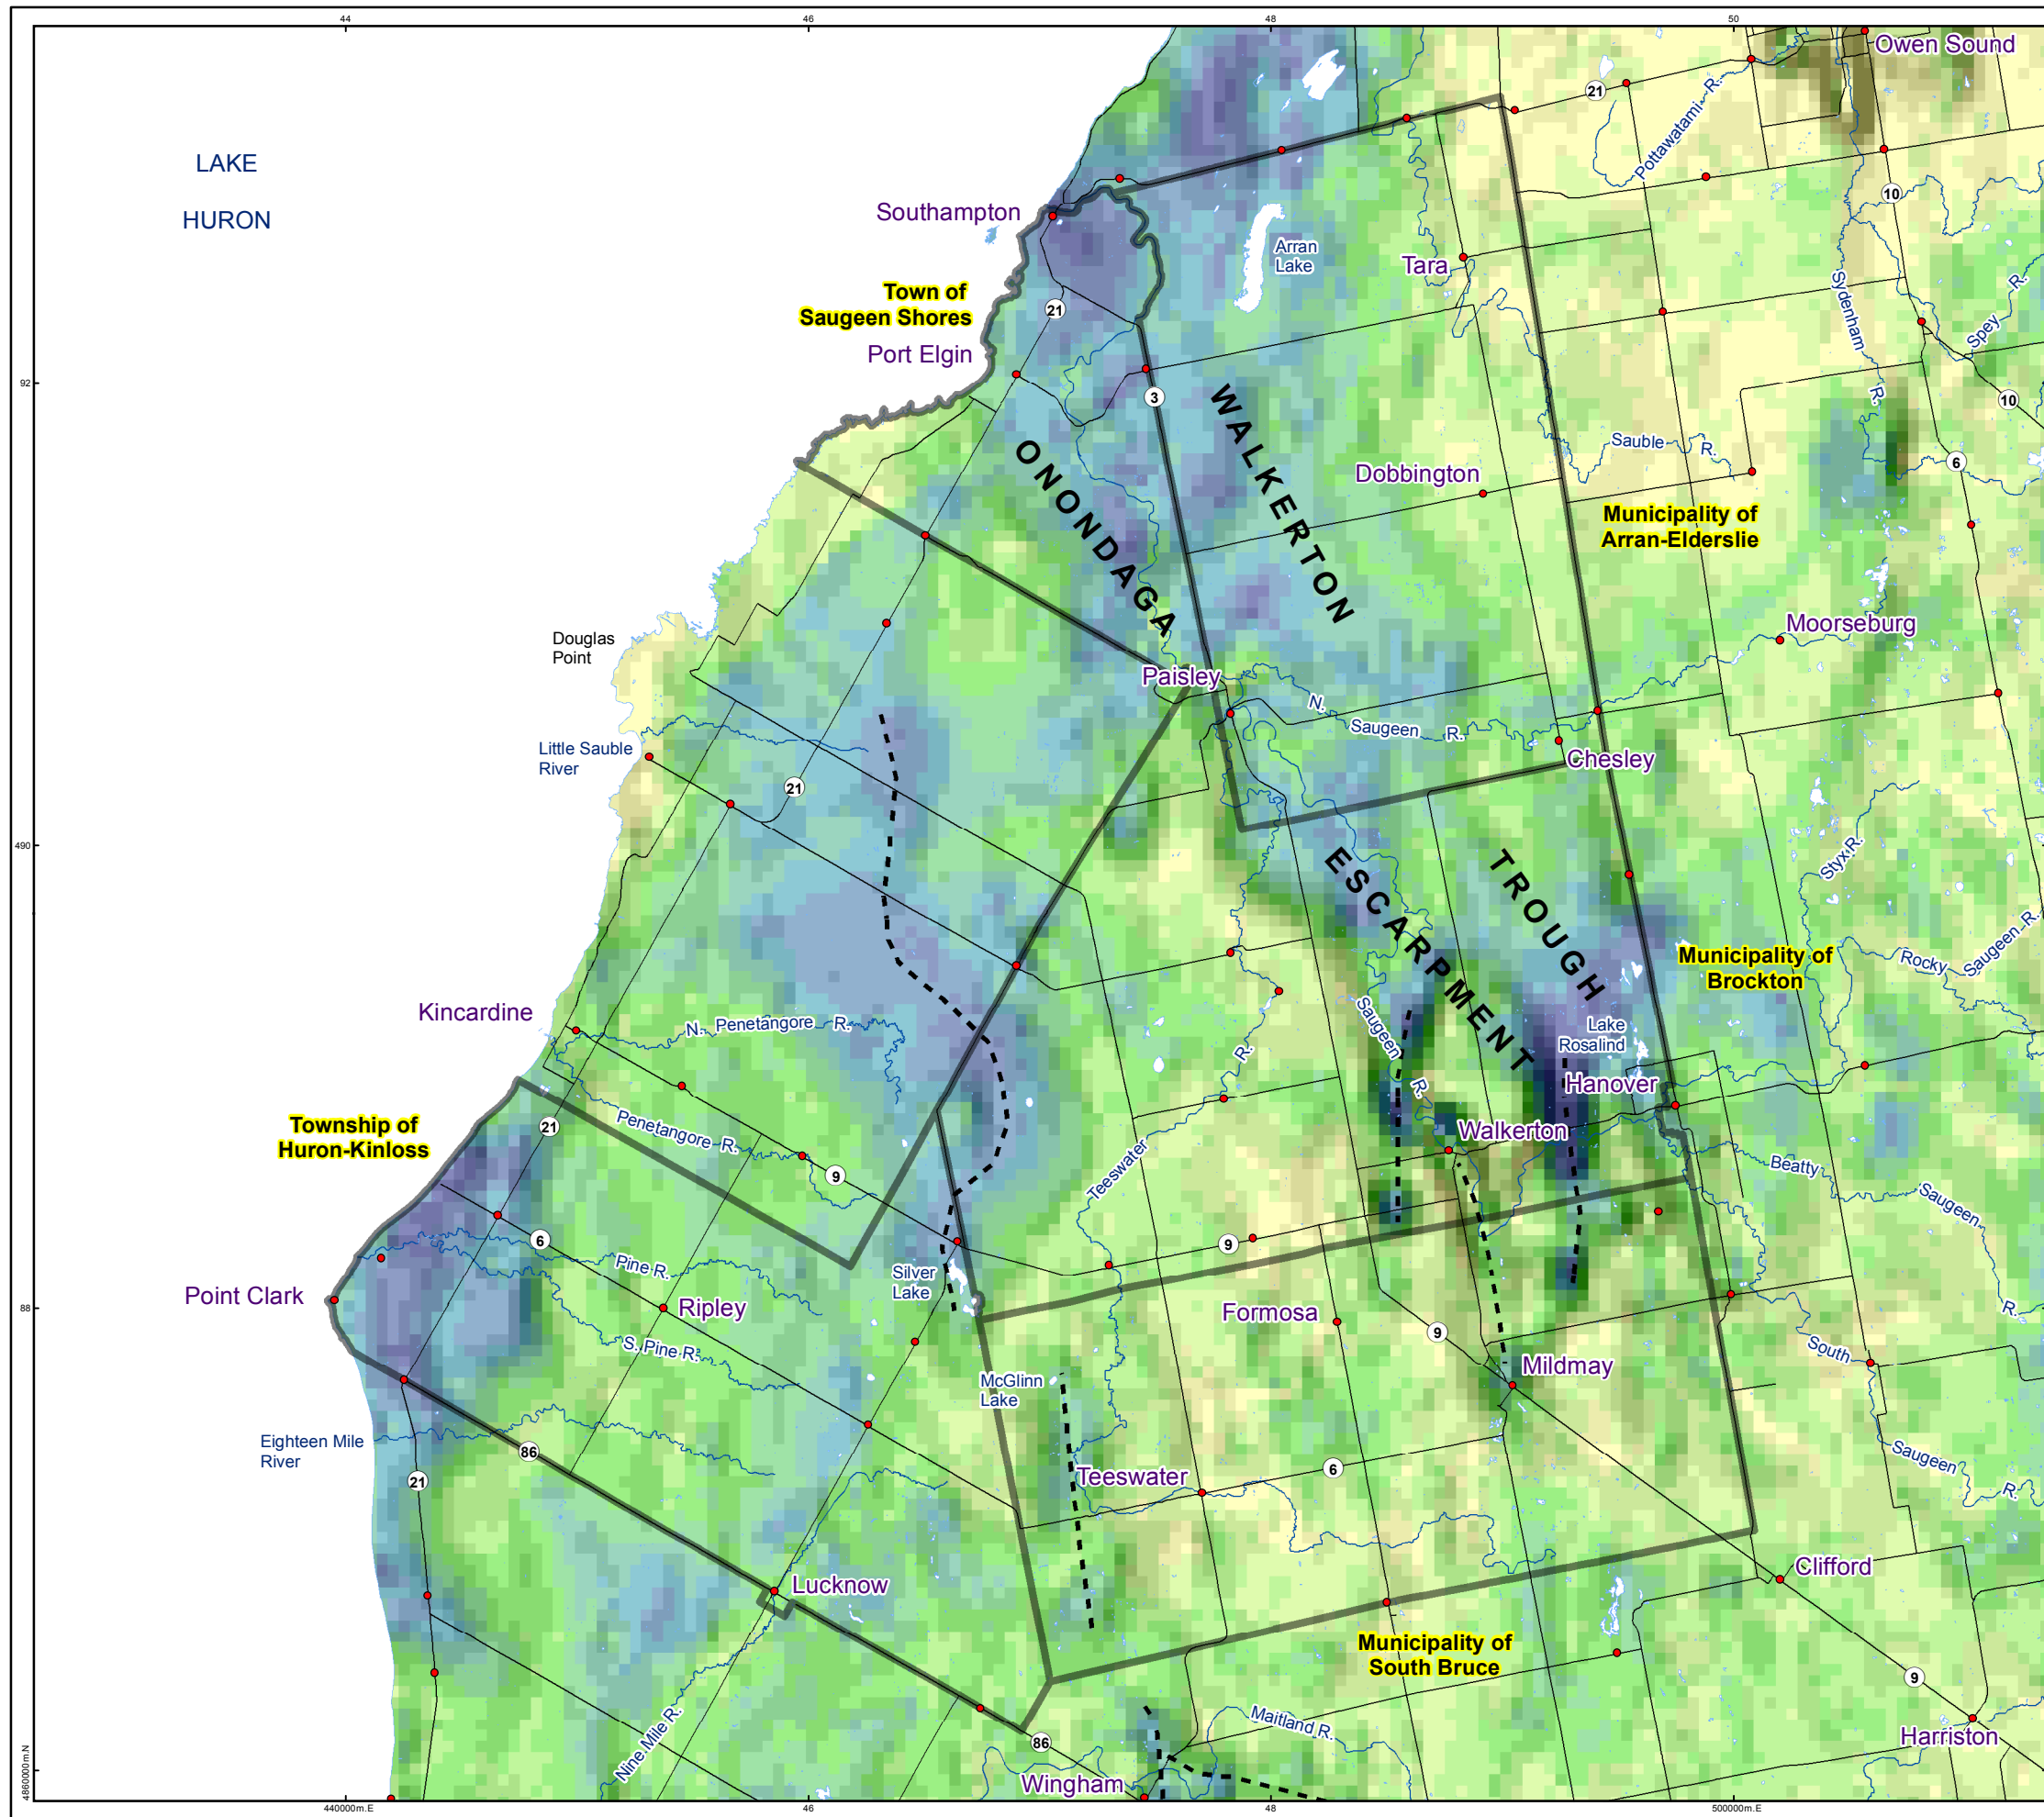 44
46
48
50
Owen Sound
21
Pottawatami R.
LAKE
HURON
10
Southampton
Arran
Lake
Tara
Sydenham R.
Spey R.
Town of
Saugeen Shores
21
Port Elgin
92
3
10
ONONDAGA
WALKERTON
Sauble R.
6
Dobbington
Municipality of
Arran-Elderslie
Douglas
Point
Moorseburg
Paisley
N. Saugeen R.
Little Sauble
River
Chesley
21
490
ESCARPMENT
TROUGH
Styx R.
Municipality of
Brockton
Rocky Saugeen R.
Kincardine
N. Penetangore R.
Saugeen R.
Lake
Rosalind
R.
Hanover
Township of
Huron-Kinloss
21
Penetangore R.
Walkerton
9
Teeswater
Beatty
Saugeen
R.
6
Pine R.
9
Silver
Lake
Point Clark
88
Ripley
Formosa
9
S. Pine R.
South
McGlinn
Lake
Mildmay
Eighteen Mile
River
86
21
Teeswater
6
Saugeen
R.
Lucknow
Clifford
Municipality of
South Bruce
9
Nine Mile R.
Maitland R.
86
Harriston
Wingham
4860000m.N
440000m.E
46
48
500000m.E